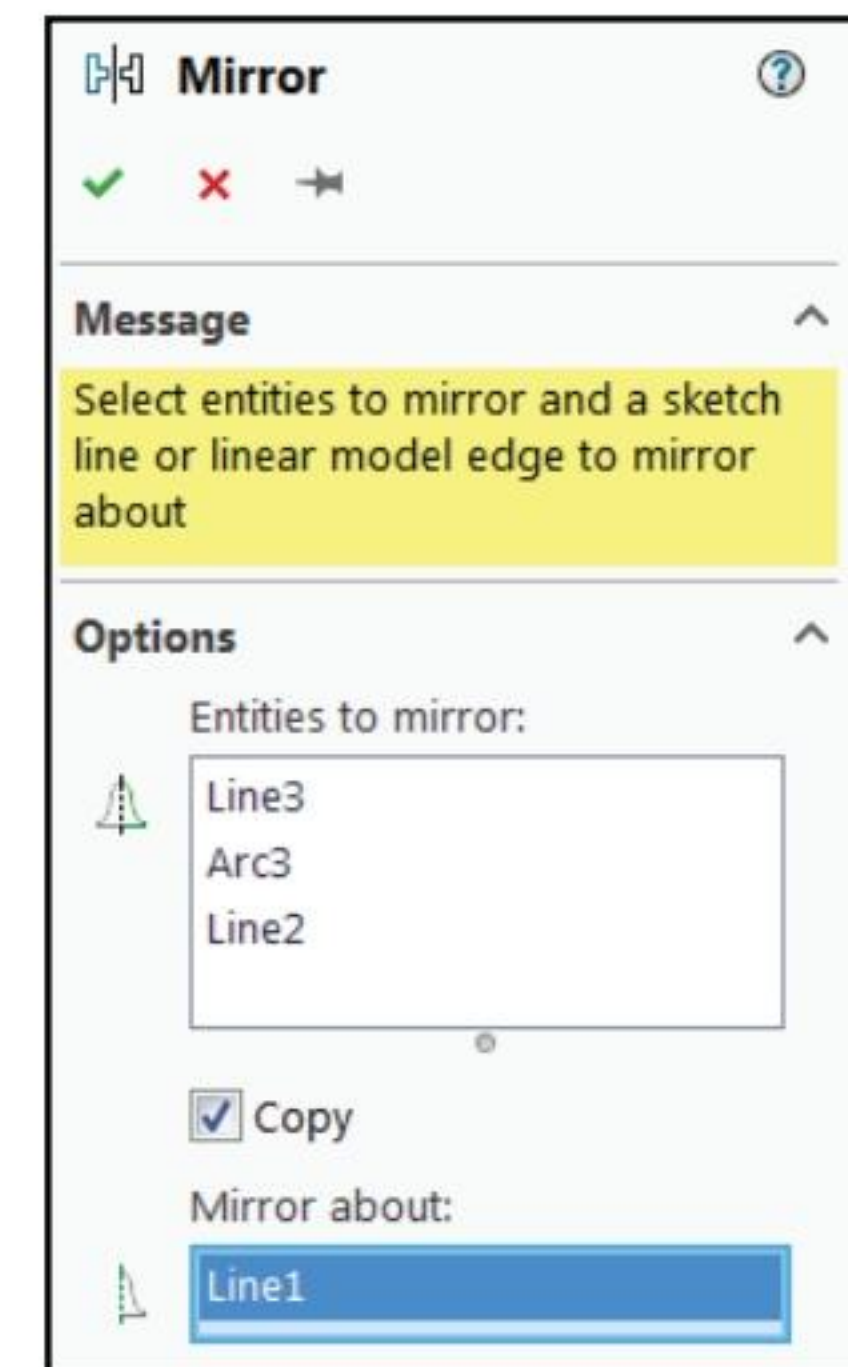 Mirror
Message
Select entities to mirror and a sketch
line or linear model edge to mirror
about
Options
Entities to mirror:
Line3
Arc3
Line2
Copy
Mirror about:
Line1